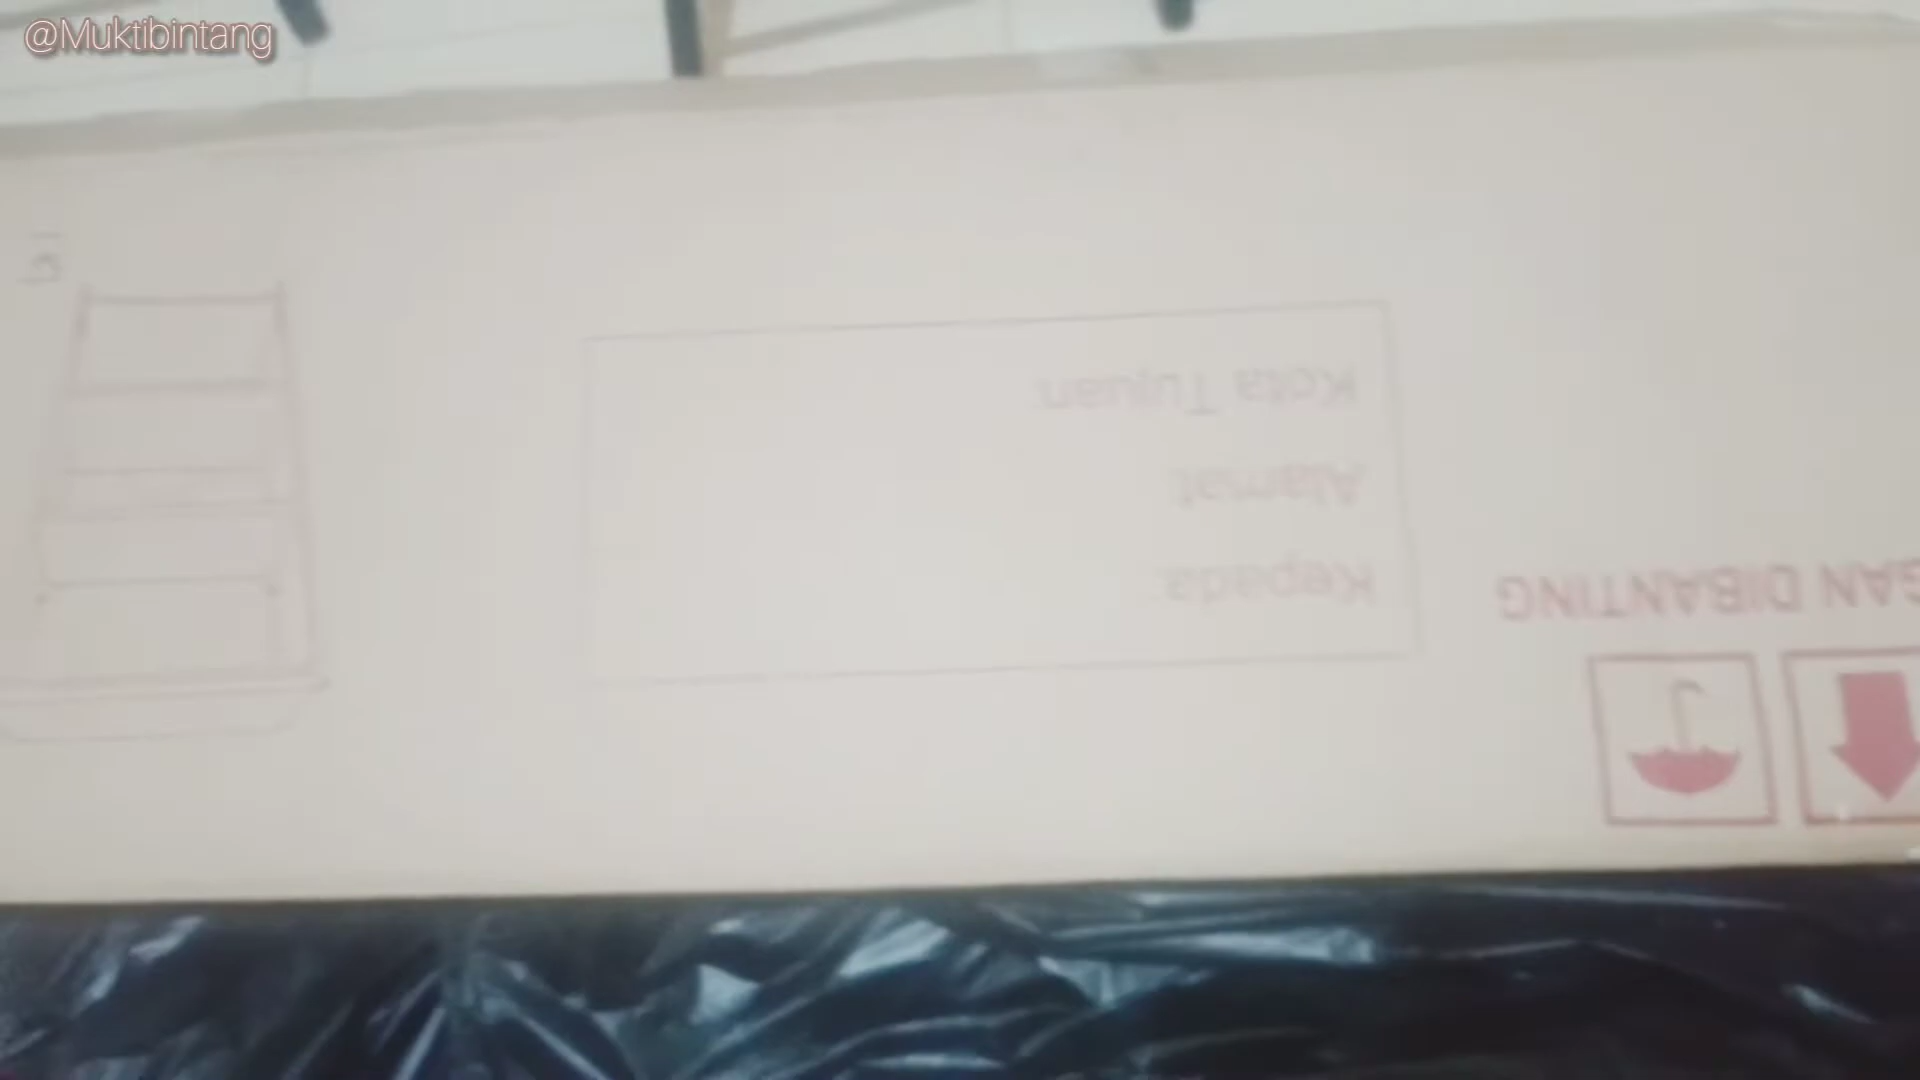 @Muktibintang
Kepada
Alamat
Kota Tujuan
GAN DIBANTING